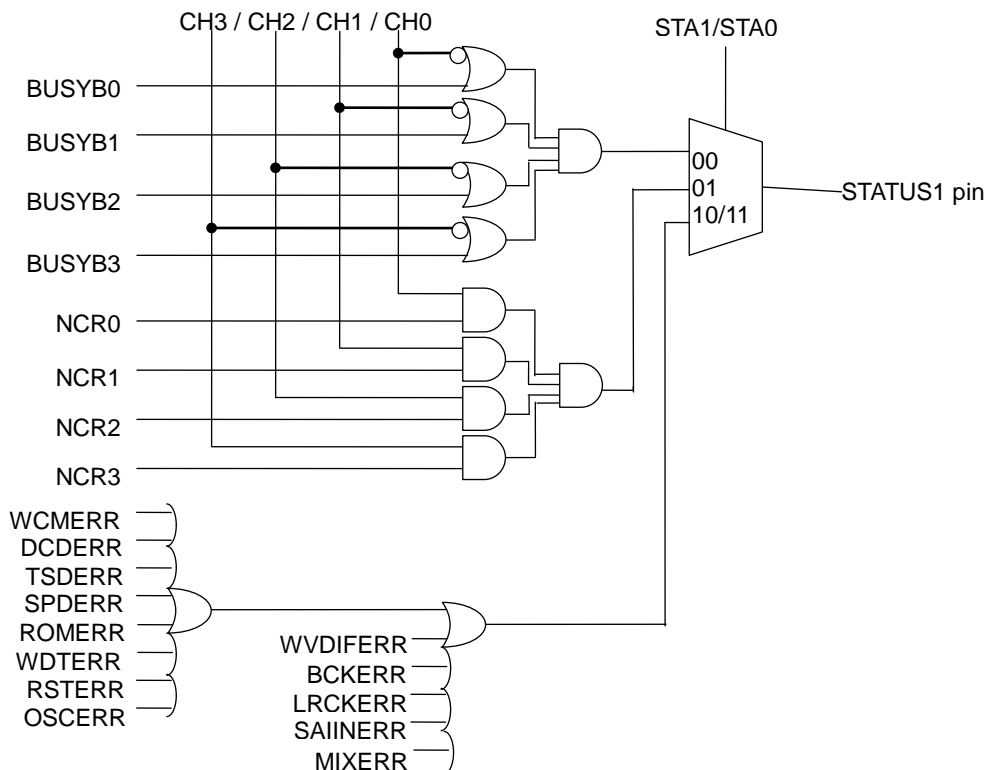 CH3 / CH2 / CH1 / CH0
STA1/STA0
BUSYB0
BUSYB1
BUSYB2
BUSYB3
00
01
10/11
STATUS1 pin
NCR0
NCR1
NCR2
NCR3
WCMERR
DCDERR
TSDERR
SPDERR
ROMERR
WDTERR
RSTERR
OSCERR
WVDIFERR
BCKERR
LRCKERR
SAIINERR
MIXERR